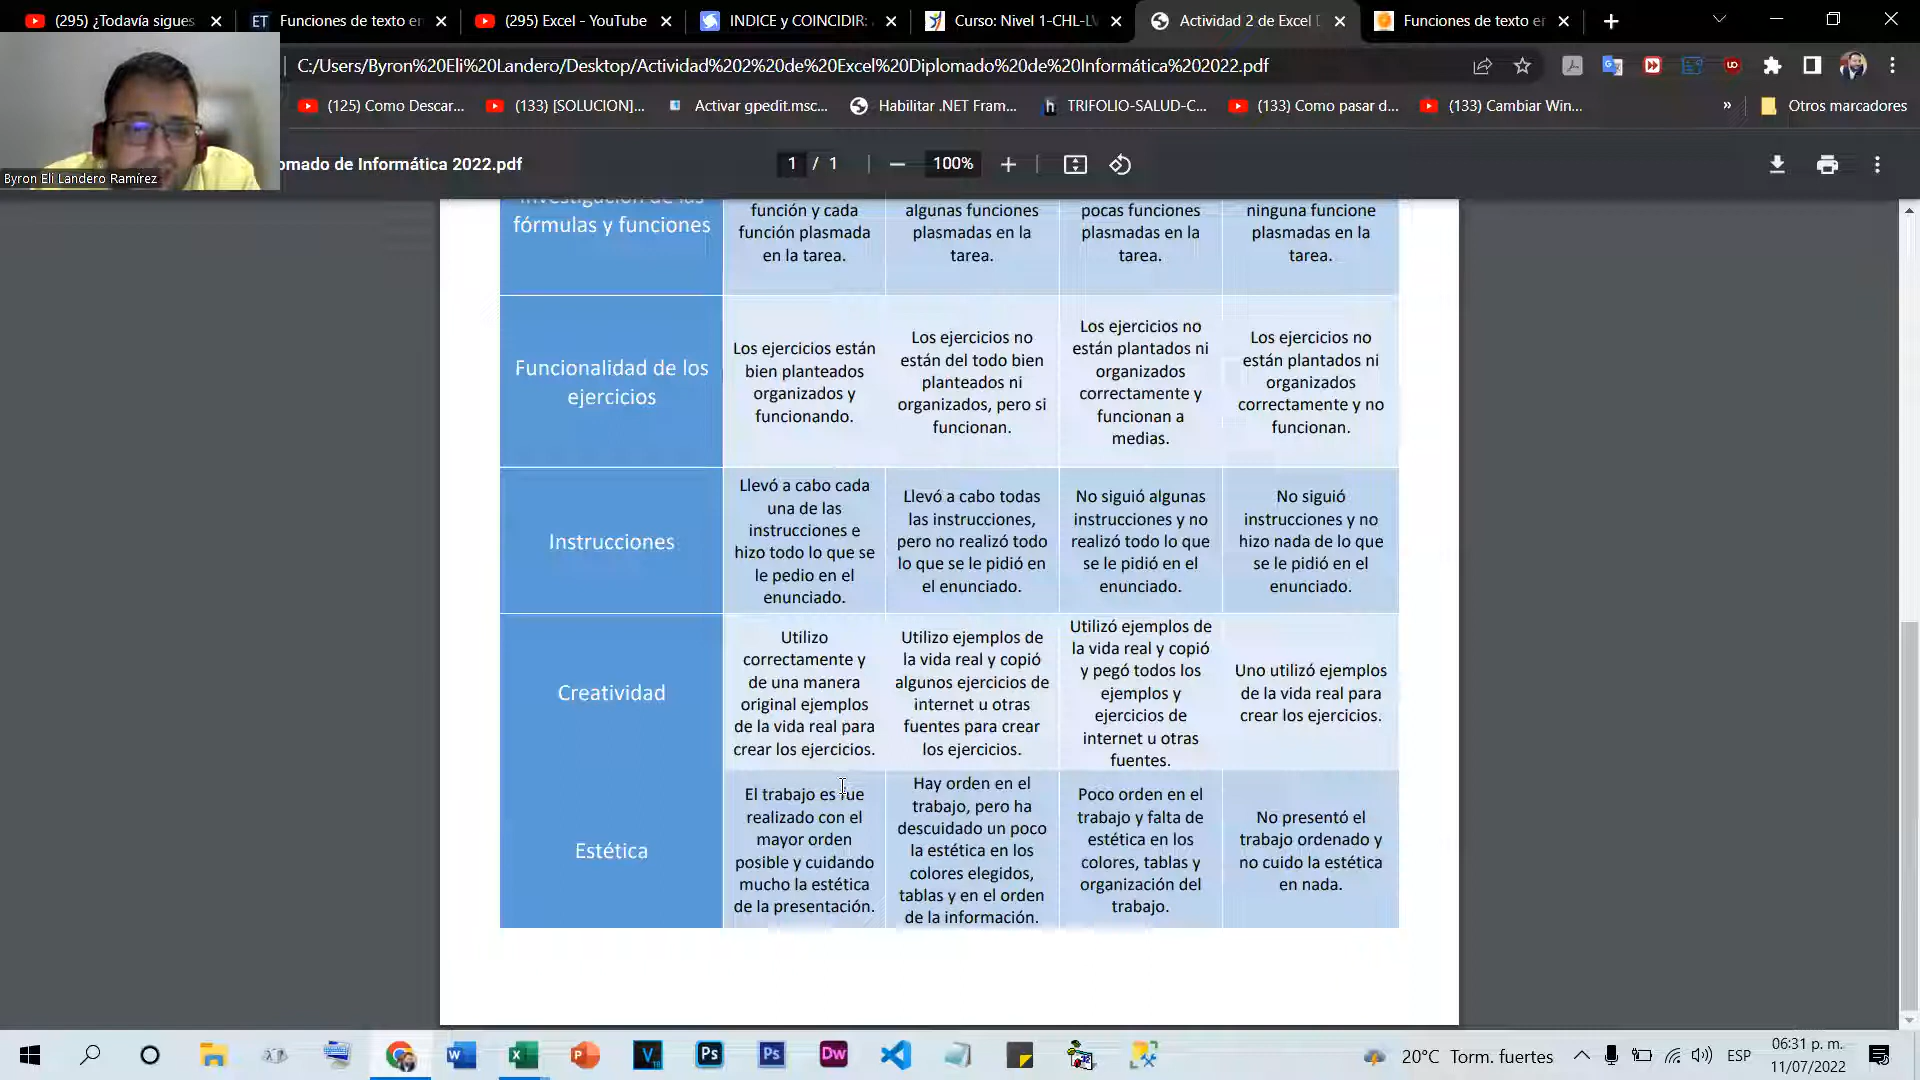 (295) ¿Todavía sigues
ET Funciones de texto en
(295) Excel - YouTube
INDICE y COINCIDIR:
Curso: Nivel 1-CHL-LV
Actividad 2 de Excel D
Funciones de texto en
C:/Users/Byron%20Eli%20Landero/Desktop/Actividad%202%20de%20Excel%20Diplomado%20de%20Informática%202022.pdf
(125) Como Descar...
(133) [SOLUCION]...
Activar gpedit.msc...
Habilitar .NET Fram...
TRIFOLIO-SALUD-C...
(133) Como pasar d...
(133) Cambiar Win...
»
Otros marcadores
Byron Eli Landero Ramírez
omado de Informática 2022.pdf
1 / 1
100%
Investigación de las
fórmulas y funciones
función y cada
función plasmada
en la tarea.
algunas funciones
plasmadas en la
tarea.
pocas funciones
plasmadas en la
tarea.
ninguna funcione
plasmadas en la
tarea.
Funcionalidad de los
ejercicios
Los ejercicios están
bien planteados
organizados y
funcionando.
Los ejercicios no
están del todo bien
planteados ni
organizados, pero si
funcionan.
Los ejercicios no
están plantados ni
organizados
correctamente y
funcionan a
medias.
Los ejercicios no
están plantados ni
organizados
correctamente y no
funcionan.
Instrucciones
Llevó a cabo cada
una de las
instrucciones e
hizo todo lo que se
le pedio en el
enunciado.
Llevó a cabo todas
las instrucciones,
pero no realizó todo
lo que se le pidió en
el enunciado.
No siguió algunas
instrucciones y no
realizó todo lo que
se le pidió en el
enunciado.
No siguió
instrucciones y no
hizo nada de lo que
se le pidió en el
enunciado.
Creatividad
Utilizo
correctamente y
de una manera
original ejemplos
de la vida real para
crear los ejercicios.
Utilizo ejemplos de
la vida real y copió
algunos ejercicios de
internet u otras
fuentes para crear
los ejercicios.
Utilizó ejemplos de
la vida real y copió
y pegó todos los
ejemplos y
ejercicios de
internet u otras
fuentes.
Uno utilizó ejemplos
de la vida real para
crear los ejercicios.
Estética
El trabajo es fue
realizado con el
mayor orden
posible y cuidando
mucho la estética
de la presentación.
Hay orden en el
trabajo, pero ha
descuidado un poco
la estética en los
colores elegidos,
tablas y en el orden
de la información.
Poco orden en el
trabajo y falta de
estética en los
colores, tablas y
organización del
trabajo.
No presentó el
trabajo ordenado y
no cuido la estética
en nada.
20°C Torm. fuertes
ESP
06:31 p. m.
11/07/2022